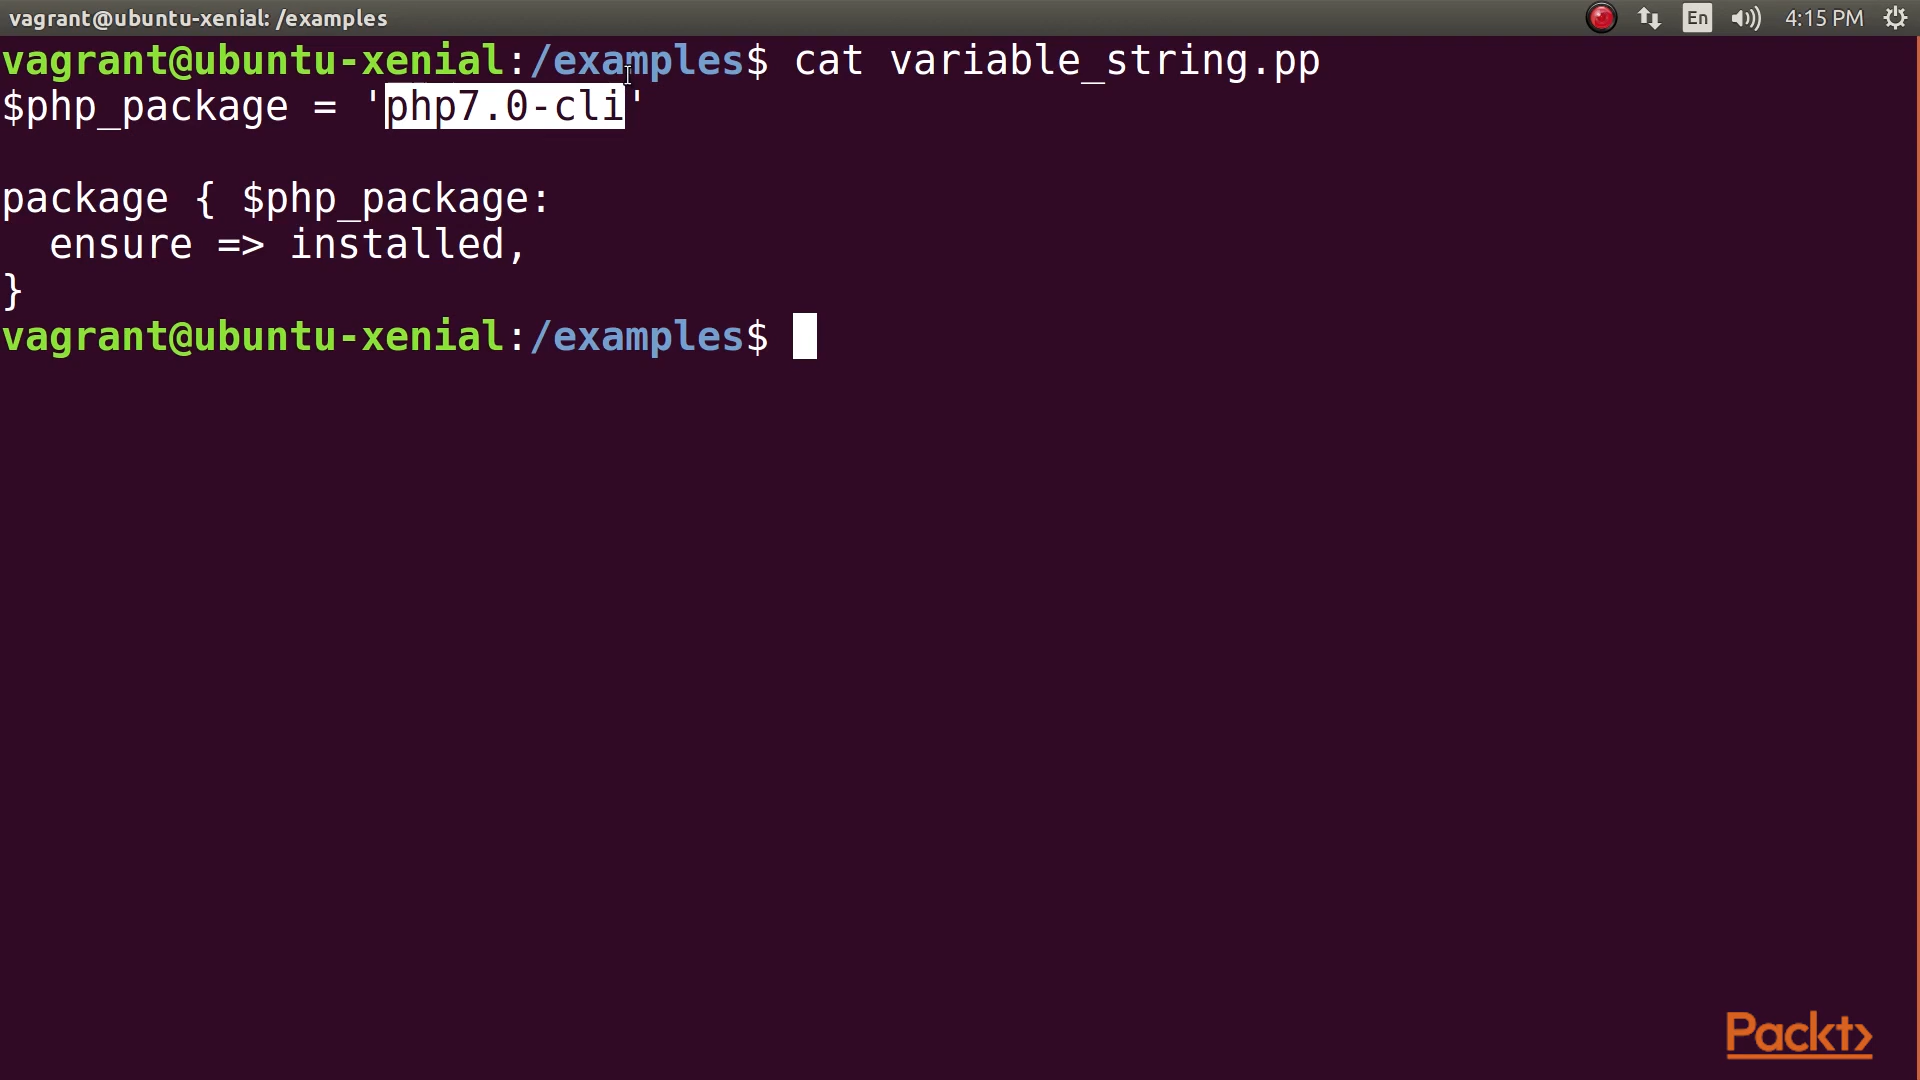 vagrant@ubuntu-xenial: /examples
En
4:15 PM
vagrant@ubuntu-xenial:/examples$ cat variable_string.pp
$php_package = 'php7.0-cli'
package { $php_package:
  ensure => installed,
}
vagrant@ubuntu-xenial:/examples$
Packt>